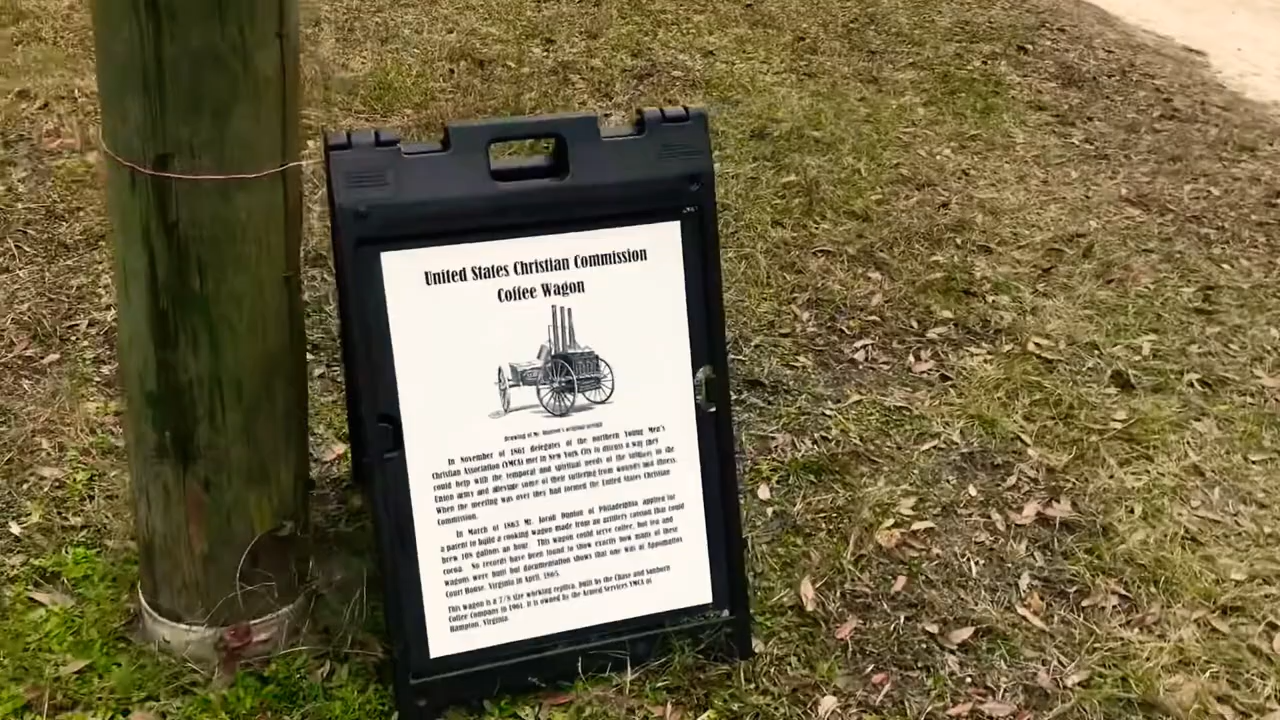 United States Christian Commission
Coffee Wagon
Drawing of Mr. Dunton's original
In November of 1861 delegates of the northern Young Men's
Christian Association (YMCA) met in New York City to discuss a way they
could help with the temporal and spiritual needs of the soldiers in the
Union army and alleviate some of their suffering from wounds and illness.
When the meeting was over they had formed the United States Christian
Commission.
In March of 1863 Mr. Jacob Dunton of Philadelphia applied for
a patent to build a cooking wagon made from an artillery caisson that could
brew 108 gallons an hour. This wagon could serve coffee, hot tea and
cocoa. No records have been found to show exactly how many of these
wagons were built but documentation shows that one was at Appomattox
Court House, Virginia in April, 1865.
This wagon is a 7/8 size working replica, built by the Chase and Sanborn
Coffee Company in 1961. It is owned by the Armed Services YMCA of
Hampton, Virginia.